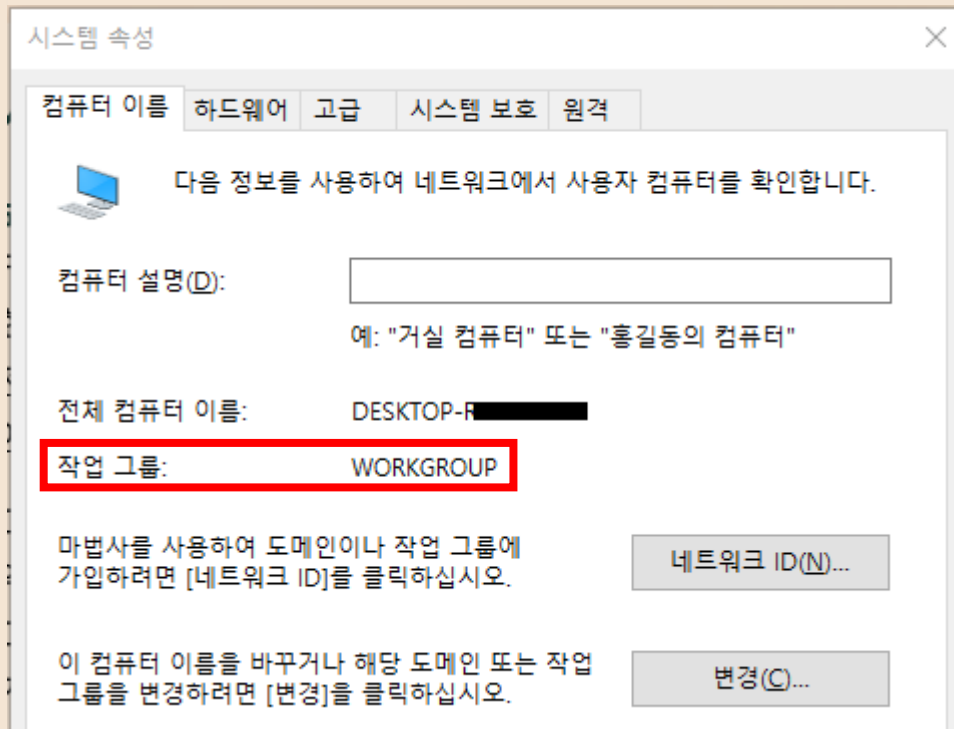 시스템 속성
컴퓨터 이름 하드웨어 고급 시스템 보호 원격
다음 정보를 사용하여 네트워크에서 사용자 컴퓨터를 확인합니다.
컴퓨터 설명(D):
예: "거실 컴퓨터" 또는 "홍길동의 컴퓨터"
전체 컴퓨터 이름: DESKTOP-R
작업 그룹: WORKGROUP
마법사를 사용하여 도메인이나 작업 그룹에
가입하려면 [네트워크 ID]를 클릭하십시오.
네트워크 ID(N)...
이 컴퓨터 이름을 바꾸거나 해당 도메인 또는 작업
그룹을 변경하려면 [변경]을 클릭하십시오.
변경(C)...